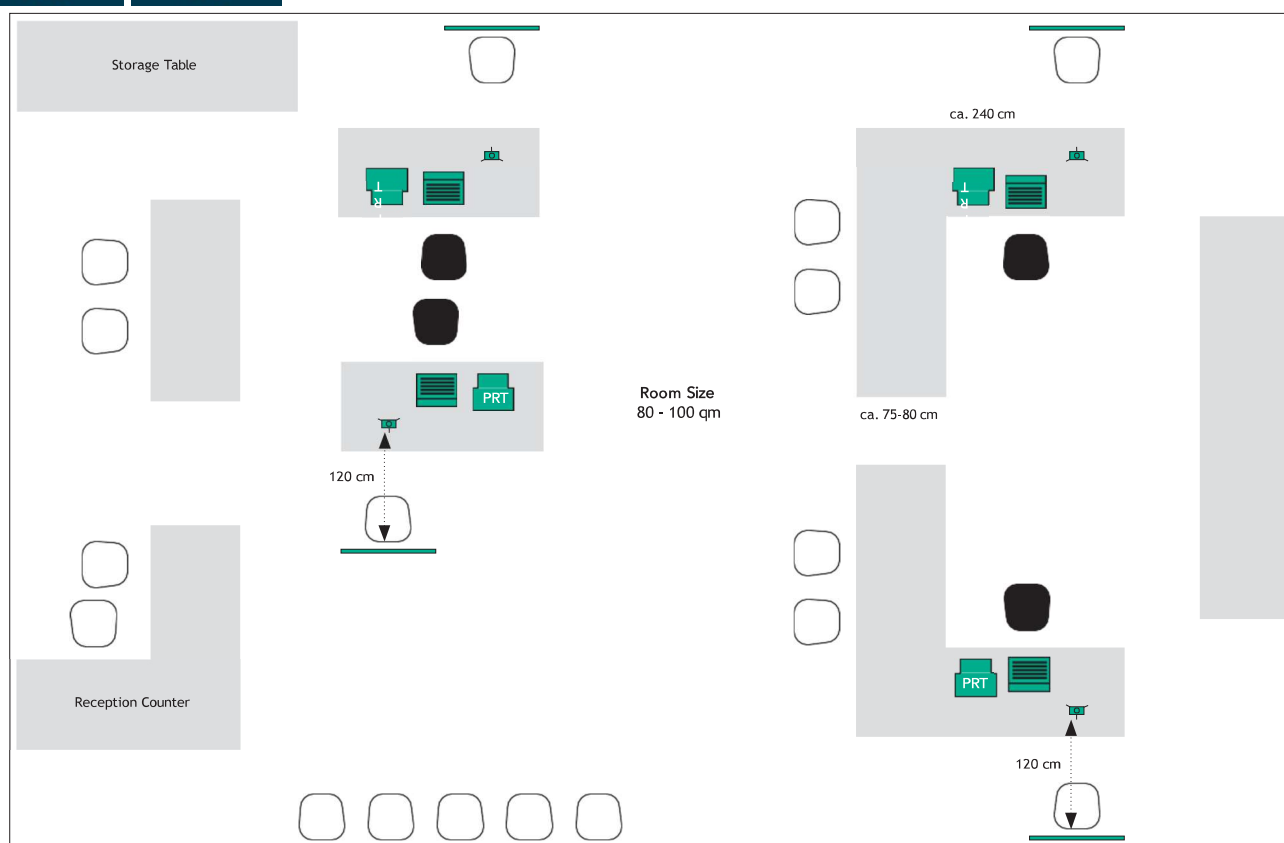 Storage Table
ca. 240 cm
Room Size
80 - 100 qm
PRT
ca. 75-80 cm
120 cm
PRT
Reception Counter
120 cm